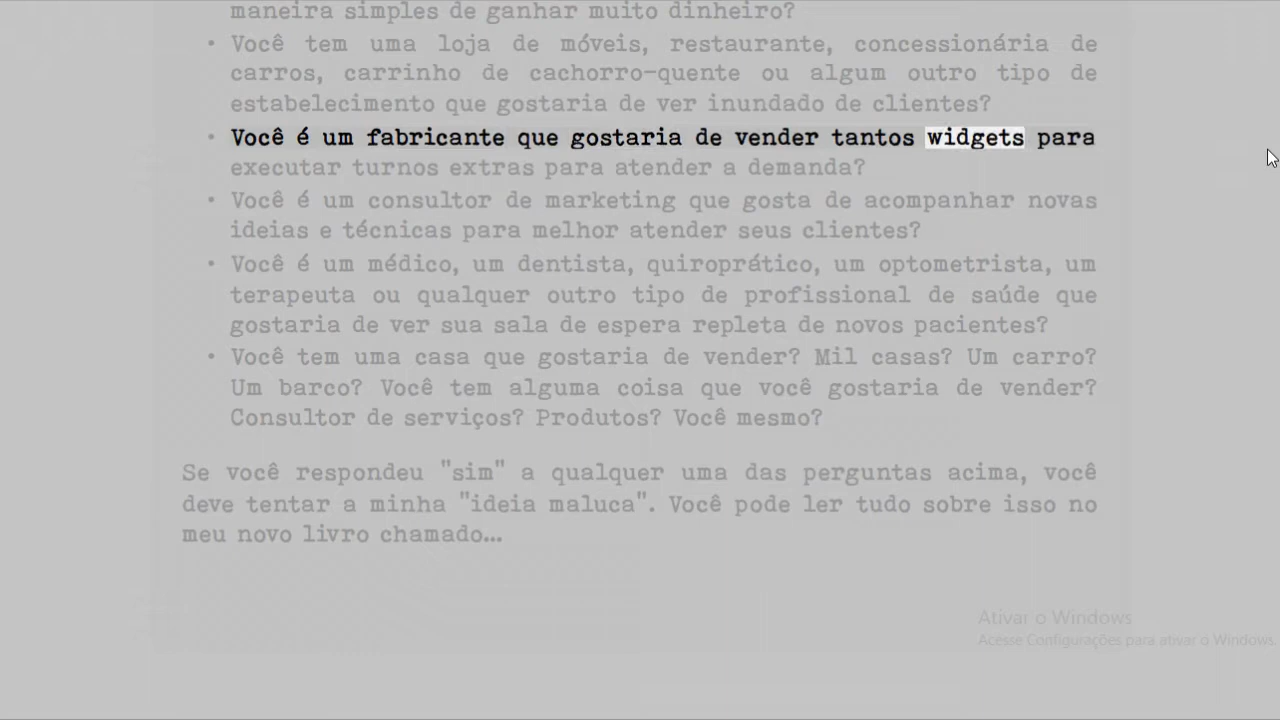 maneira simples de ganhar muito dinheiro?
• Você tem uma loja de móveis, restaurante, concessionária de
carros, carrinho de cachorro-quente ou algum outro tipo de
estabelecimento que gostaria de ver inundado de clientes?
• Você é um fabricante que gostaria de vender tantos widgets para
executar turnos extras para atender a demanda?
• Você é um consultor de marketing que gosta de acompanhar novas
ideias e técnicas para melhor atender seus clientes?
• Você é um médico, um dentista, quiroprático, um optometrista, um
terapeuta ou qualquer outro tipo de profissional de saúde que
gostaria de ver sua sala de espera repleta de novos pacientes?
• Você tem uma casa que gostaria de vender? Mil casas? Um carro?
Um barco? Você tem alguma coisa que você gostaria de vender?
Consultor de serviços? Produtos? Você mesmo?
Se você respondeu "sim" a qualquer uma das perguntas acima, você
deve tentar a minha "ideia maluca". Você pode ler tudo sobre isso no
meu novo livro chamado...
Ativar o Windows
Acesse Configurações para ativar o Windows.